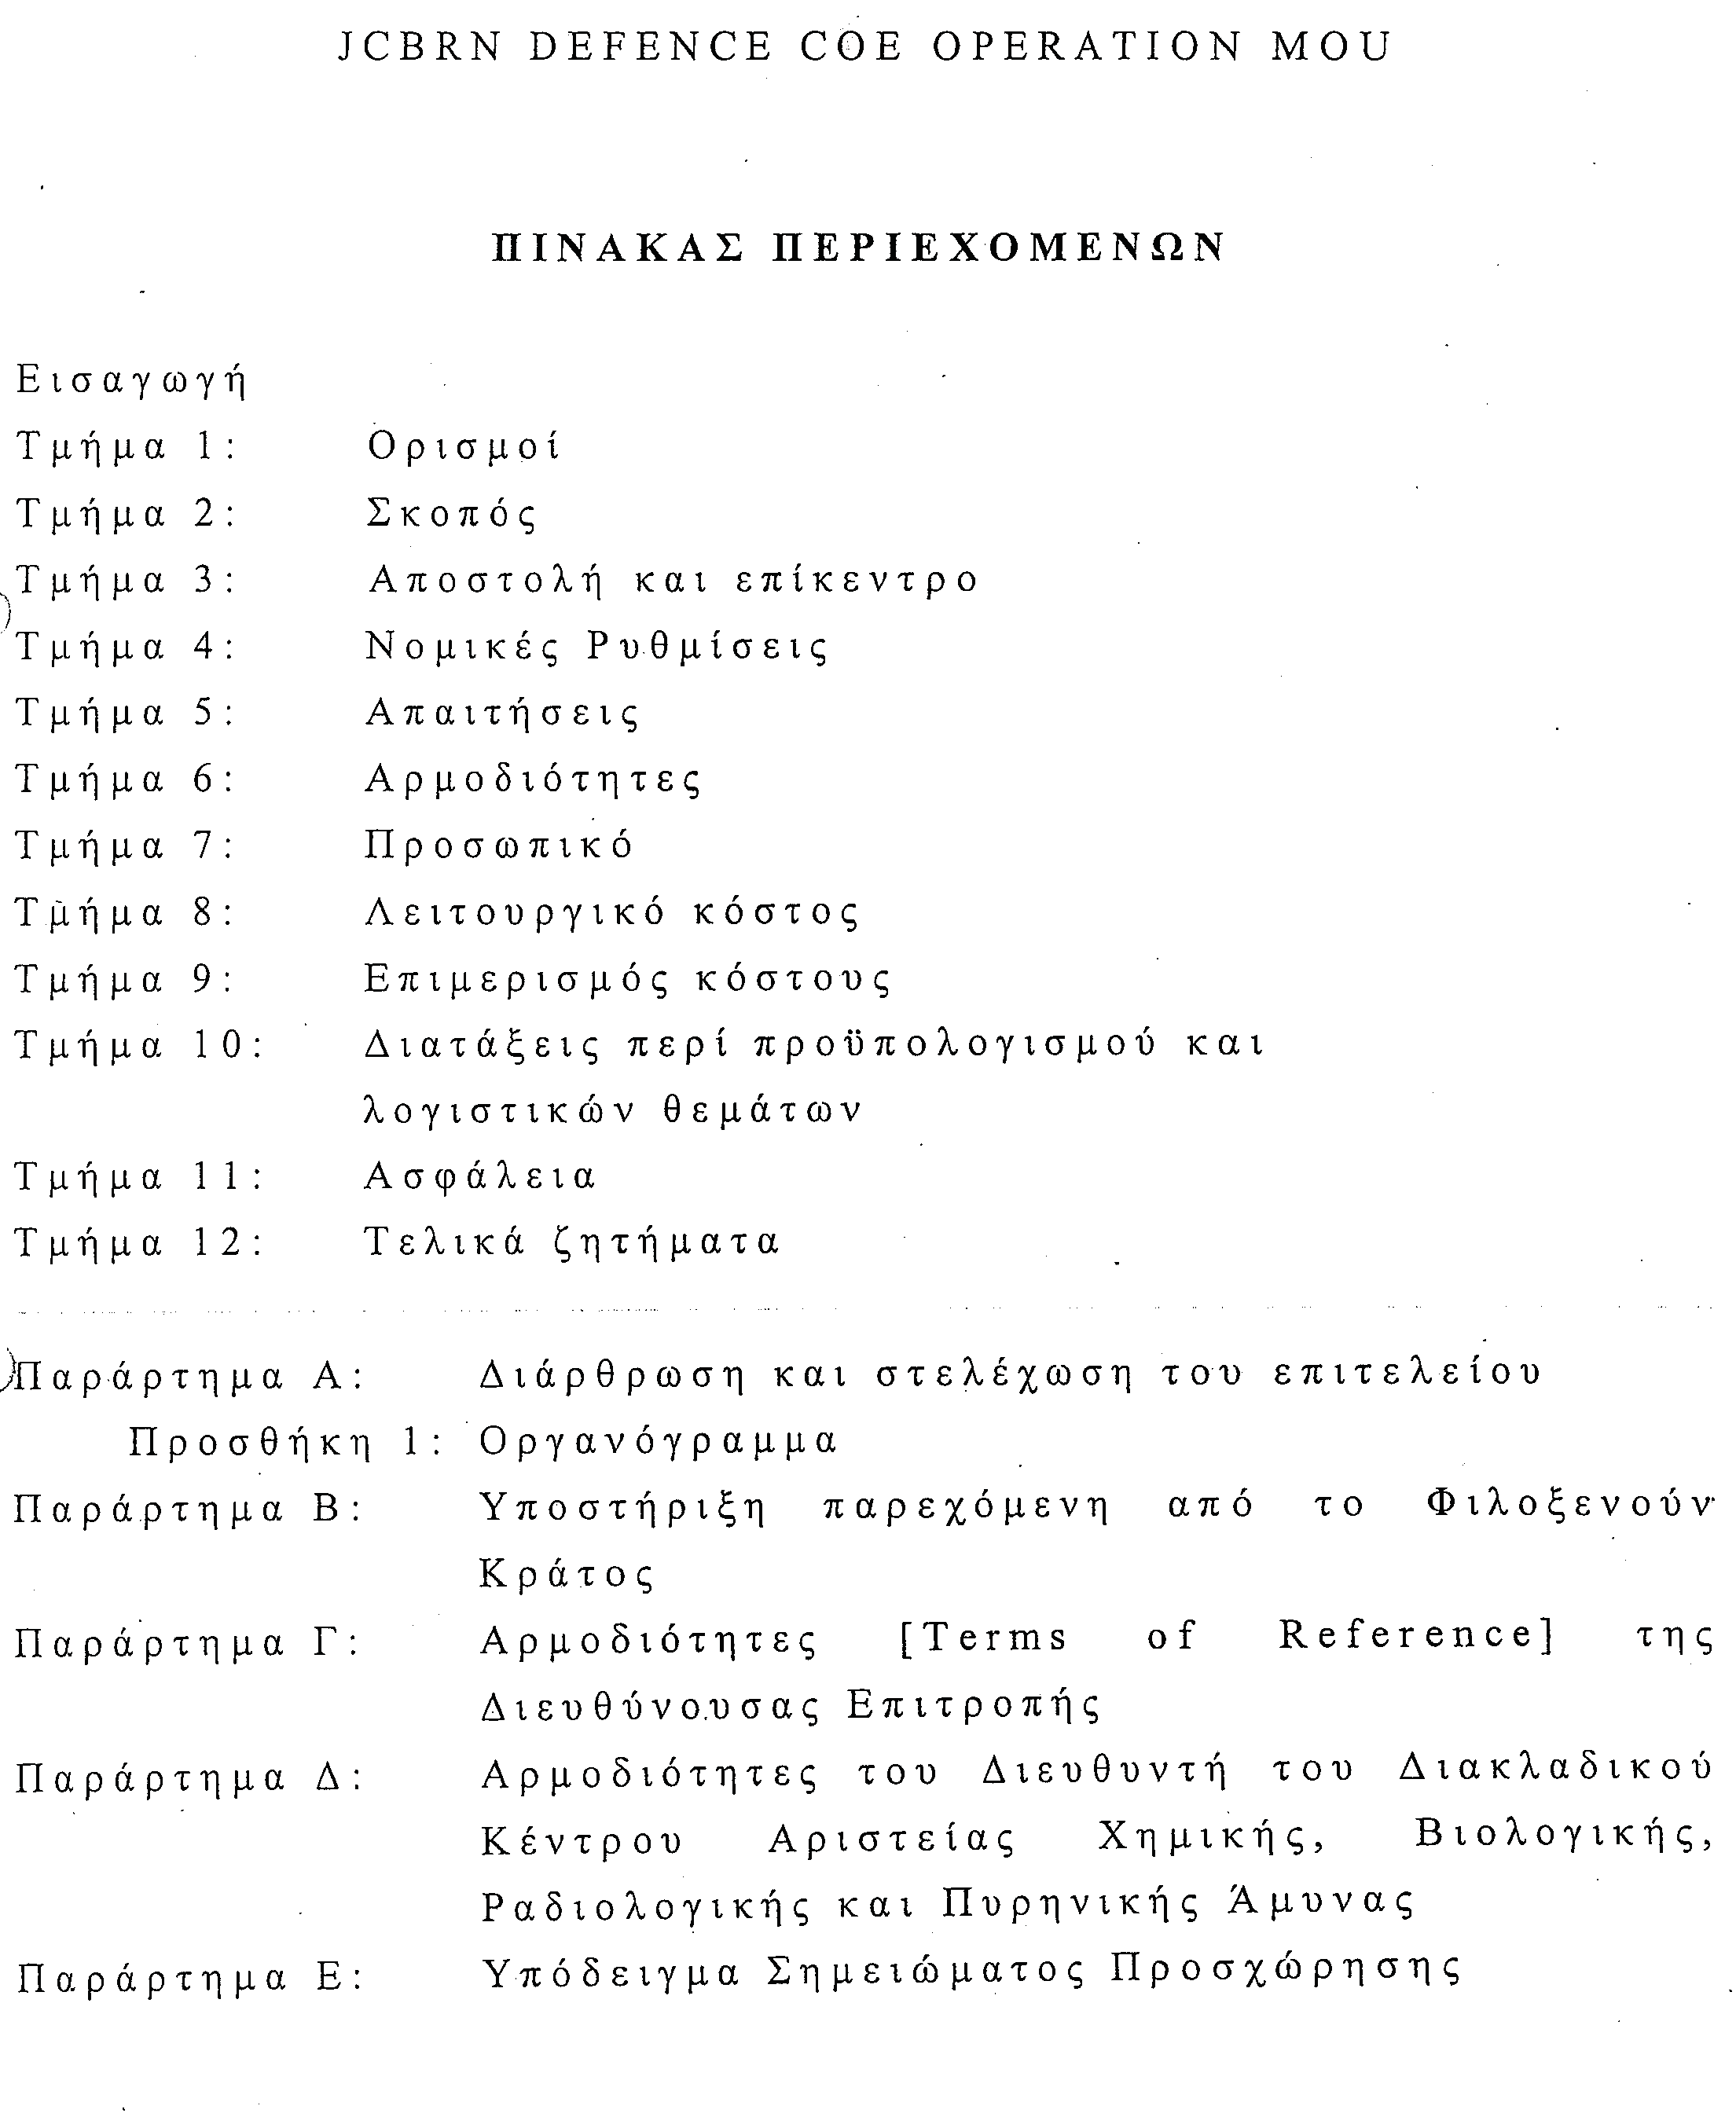 JCBRN DEFENCE COE OPERATION MOU
ΠΙΝΑΚΑΣ ΠΕΡΙΕΧΟΜΕΝΩΝ
Εισαγωγή
Τμήμα 1: Ορισμοί
Τμήμα 2: Σκοπός
Τμήμα 3: Αποστολή και επίκεντρο
Τμήμα 4: Νομικές Ρυθμίσεις
Τμήμα 5: Απαιτήσεις
Τμήμα 6: Αρμοδιότητες
Τμήμα 7: Προσωπικό
Τμήμα 8: Λειτουργικό κόστος
Τμήμα 9: Επιμερισμός κόστους
Τμήμα 10: Διατάξεις περί προϋπολογισμού και
λογιστικών θεμάτων
Τμήμα 11: Ασφάλεια
Τμήμα 12: Τελικά ζητήματα
Παράρτημα Α: Διάρθρωση και στελέχωση του επιτελείου
Προσθήκη 1: Οργανόγραμμα
Παράρτημα Β: Υποστήριξη παρεχόμενη από το Φιλοξενούν
Κράτος
Παράρτημα Γ: Αρμοδιότητες [Terms of Reference] της
Διευθύνουσας Επιτροπής
Παράρτημα Δ: Αρμοδιότητες του Διευθυντή του Διακλαδικού
Κέντρου Αριστείας Χημικής, Βιολογικής,
Ραδιολογικής και Πυρηνικής Άμυνας
Παράρτημα Ε: Υπόδειγμα Σημειώματος Προσχώρησης